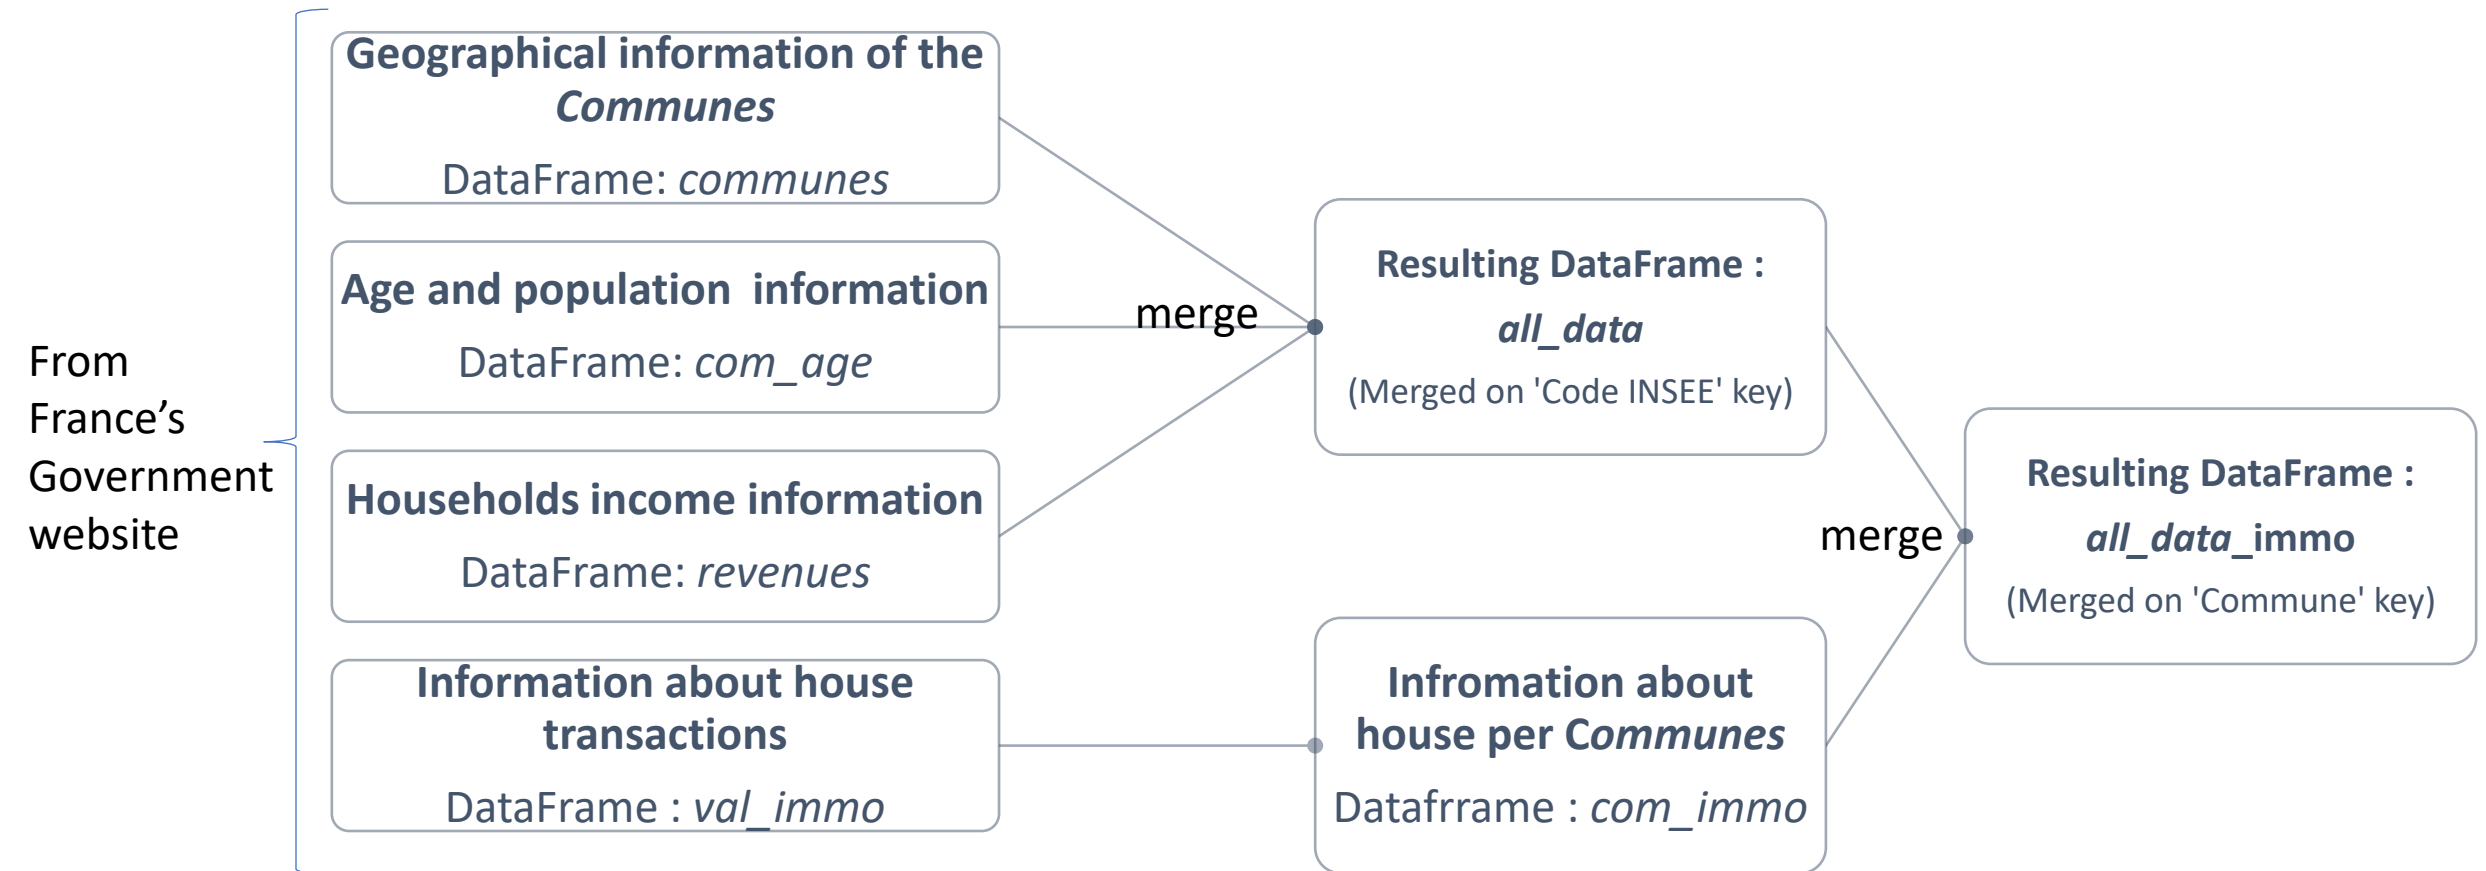 From
France’s
Government
website
Geographical information of the
Communes
DataFrame: communes
Age and population  information
DataFrame: com_age
Households income information
DataFrame: revenues
Information about house
transactions
DataFrame : val_immo
merge
Resulting DataFrame :
all_data
(Merged on 'Code INSEE' key)
Infromation about
house per Communes
Datafrrame : com_immo
merge
Resulting DataFrame :
all_data_immo
(Merged on 'Commune' key)